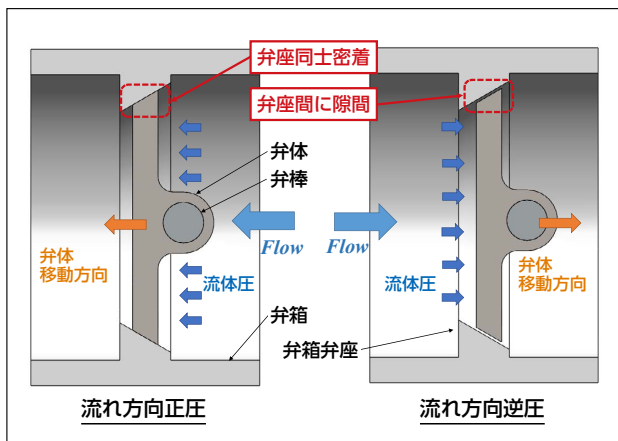 弁座同士密着
弁座間に隙間
弁体
弁棒
Flow
Flow
弁体
移動方向
流体圧
流体圧
弁体
移動方向
弁箱
弁箱弁座
流れ方向正圧
流れ方向逆圧